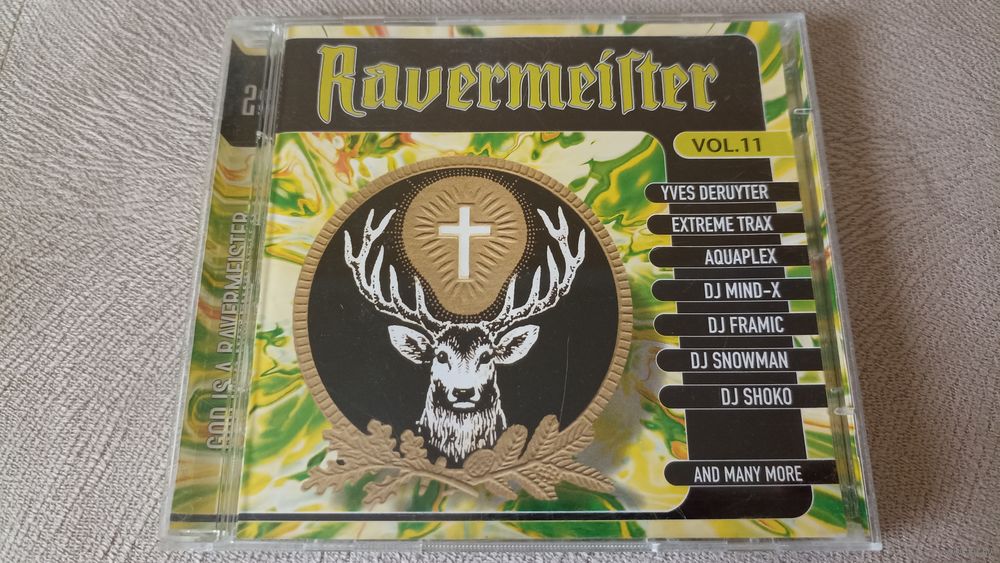 Ravermeiſter
VOL.11
YVES DERUYTER
EXTREME TRAX
AQUAPLEX
DJ MIND-X
DJ FRAMIC
DJ SNOWMAN
DJ SHOKO
AND MANY MORE
GOD IS A RAVERMEISTER
2